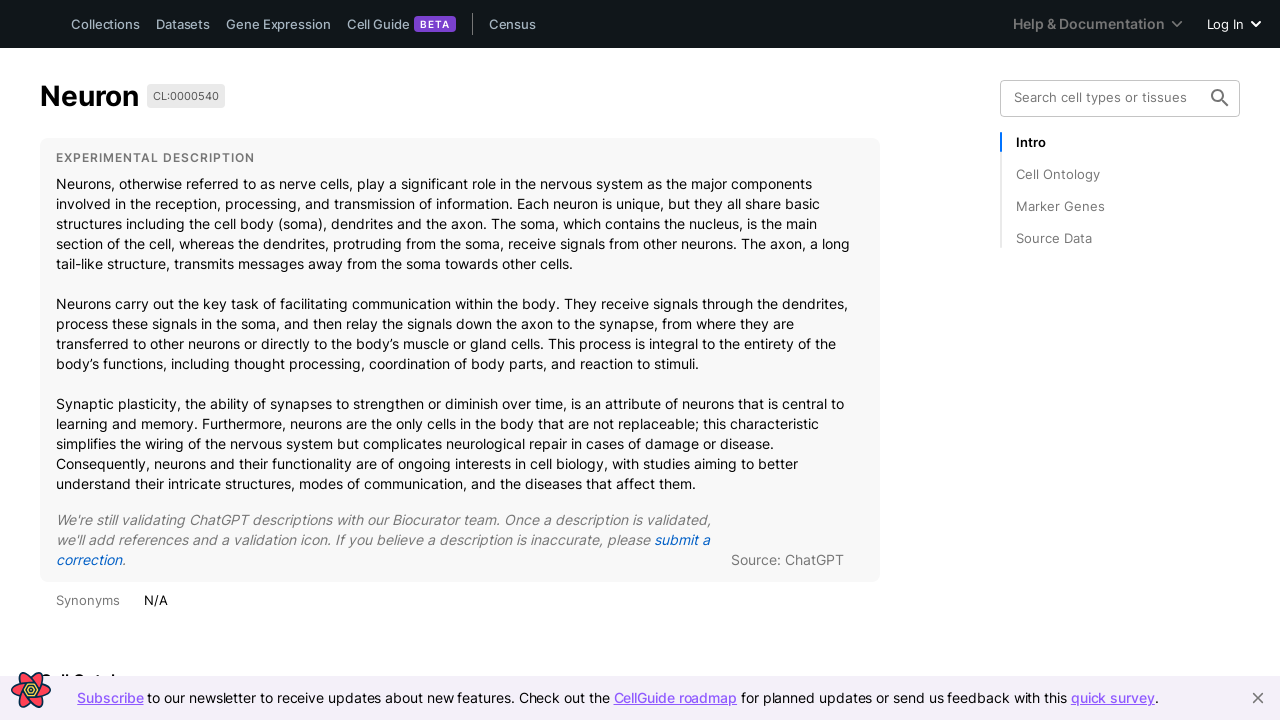 Collections Datasets Gene Expression Cell Guide BETA Census Help & Documentation Log In
Neuron CL:0000540
Search cell types or tissues
EXPERIMENTAL DESCRIPTION
Neurons, otherwise referred to as nerve cells, play a significant role in the nervous system as the major components
involved in the reception, processing, and transmission of information. Each neuron is unique, but they all share basic
structures including the cell body (soma), dendrites and the axon. The soma, which contains the nucleus, is the main
section of the cell, whereas the dendrites, protruding from the soma, receive signals from other neurons. The axon, a long
tail-like structure, transmits messages away from the soma towards other cells.
Neurons carry out the key task of facilitating communication within the body. They receive signals through the dendrites,
process these signals in the soma, and then relay the signals down the axon to the synapse, from where they are
transferred to other neurons or directly to the body’s muscle or gland cells. This process is integral to the entirety of the
body’s functions, including thought processing, coordination of body parts, and reaction to stimuli.
Synaptic plasticity, the ability of synapses to strengthen or diminish over time, is an attribute of neurons that is central to
learning and memory. Furthermore, neurons are the only cells in the body that are not replaceable; this characteristic
simplifies the wiring of the nervous system but complicates neurological repair in cases of damage or disease.
Consequently, neurons and their functionality are of ongoing interests in cell biology, with studies aiming to better
understand their intricate structures, modes of communication, and the diseases that affect them.
We're still validating ChatGPT descriptions with our Biocurator team. Once a description is validated,
we'll add references and a validation icon. If you believe a description is inaccurate, please submit a
correction.
Source: ChatGPT
Synonyms N/A
Intro
Cell Ontology
Marker Genes
Source Data
Subscribe to our newsletter to receive updates about new features. Check out the CellGuide roadmap for planned updates or send us feedback with this quick survey.